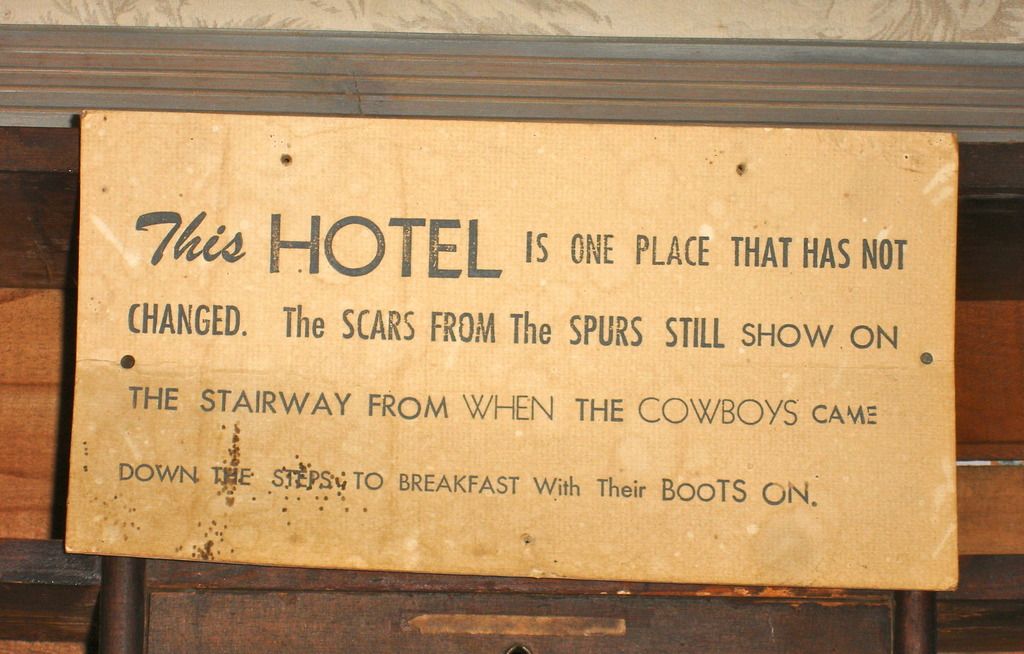 This HOTEL IS ONE PLACE THAT HAS NOT
CHANGED. The SCARS FROM The SPURS STILL SHOW ON
THE STAIRWAY FROM WHEN THE COWBOYS CAME
DOWN THE STEPS TO BREAKFAST With Their BOOTS ON.